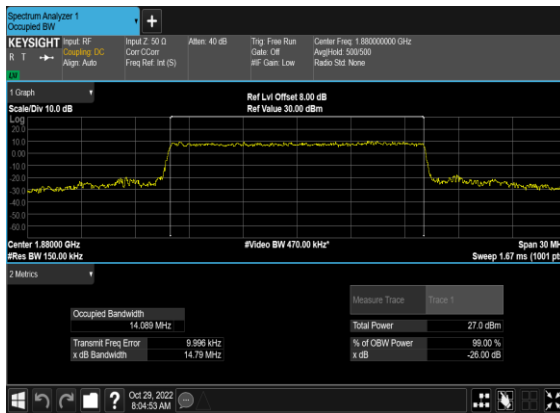 Spectrum Analyzer 1
Occupied BW
KEYSIGHT
R T
LXI
Input: RF
Coupling: DC
Align: Auto
Input Z: 50 Ω
Corr CCorr
Freq Ref: Int (S)
Atten: 40 dB
Trig: Free Run
Gate: Off
#IF Gain: Low
Center Freq: 1.880000000 GHz
Avg|Hold: 500/500
Radio Std: None
1 Graph
Scale/Div 10.0 dB
Ref Lvl Offset 8.00 dB
Ref Value 30.00 dBm
Log
20.0
10.0
0.00
-10.0
-20.0
-30.0
-40.0
-50.0
-60.0
Center 1.88000 GHz
#Res BW 150.00 kHz
#Video BW 470.00 kHz*
Span 30 MH
Sweep 1.67 ms (1001 pt
2 Metrics
Measure Trace
Trace 1
Occupied Bandwidth
14.089 MHz
Total Power
27.0 dBm
Transmit Freq Error
9.996 kHz
% of OBW Power
99.00 %
x dB Bandwidth
14.79 MHz
x dB
-26.00 dB
?
Oct 29, 2022
8:04:53 AM